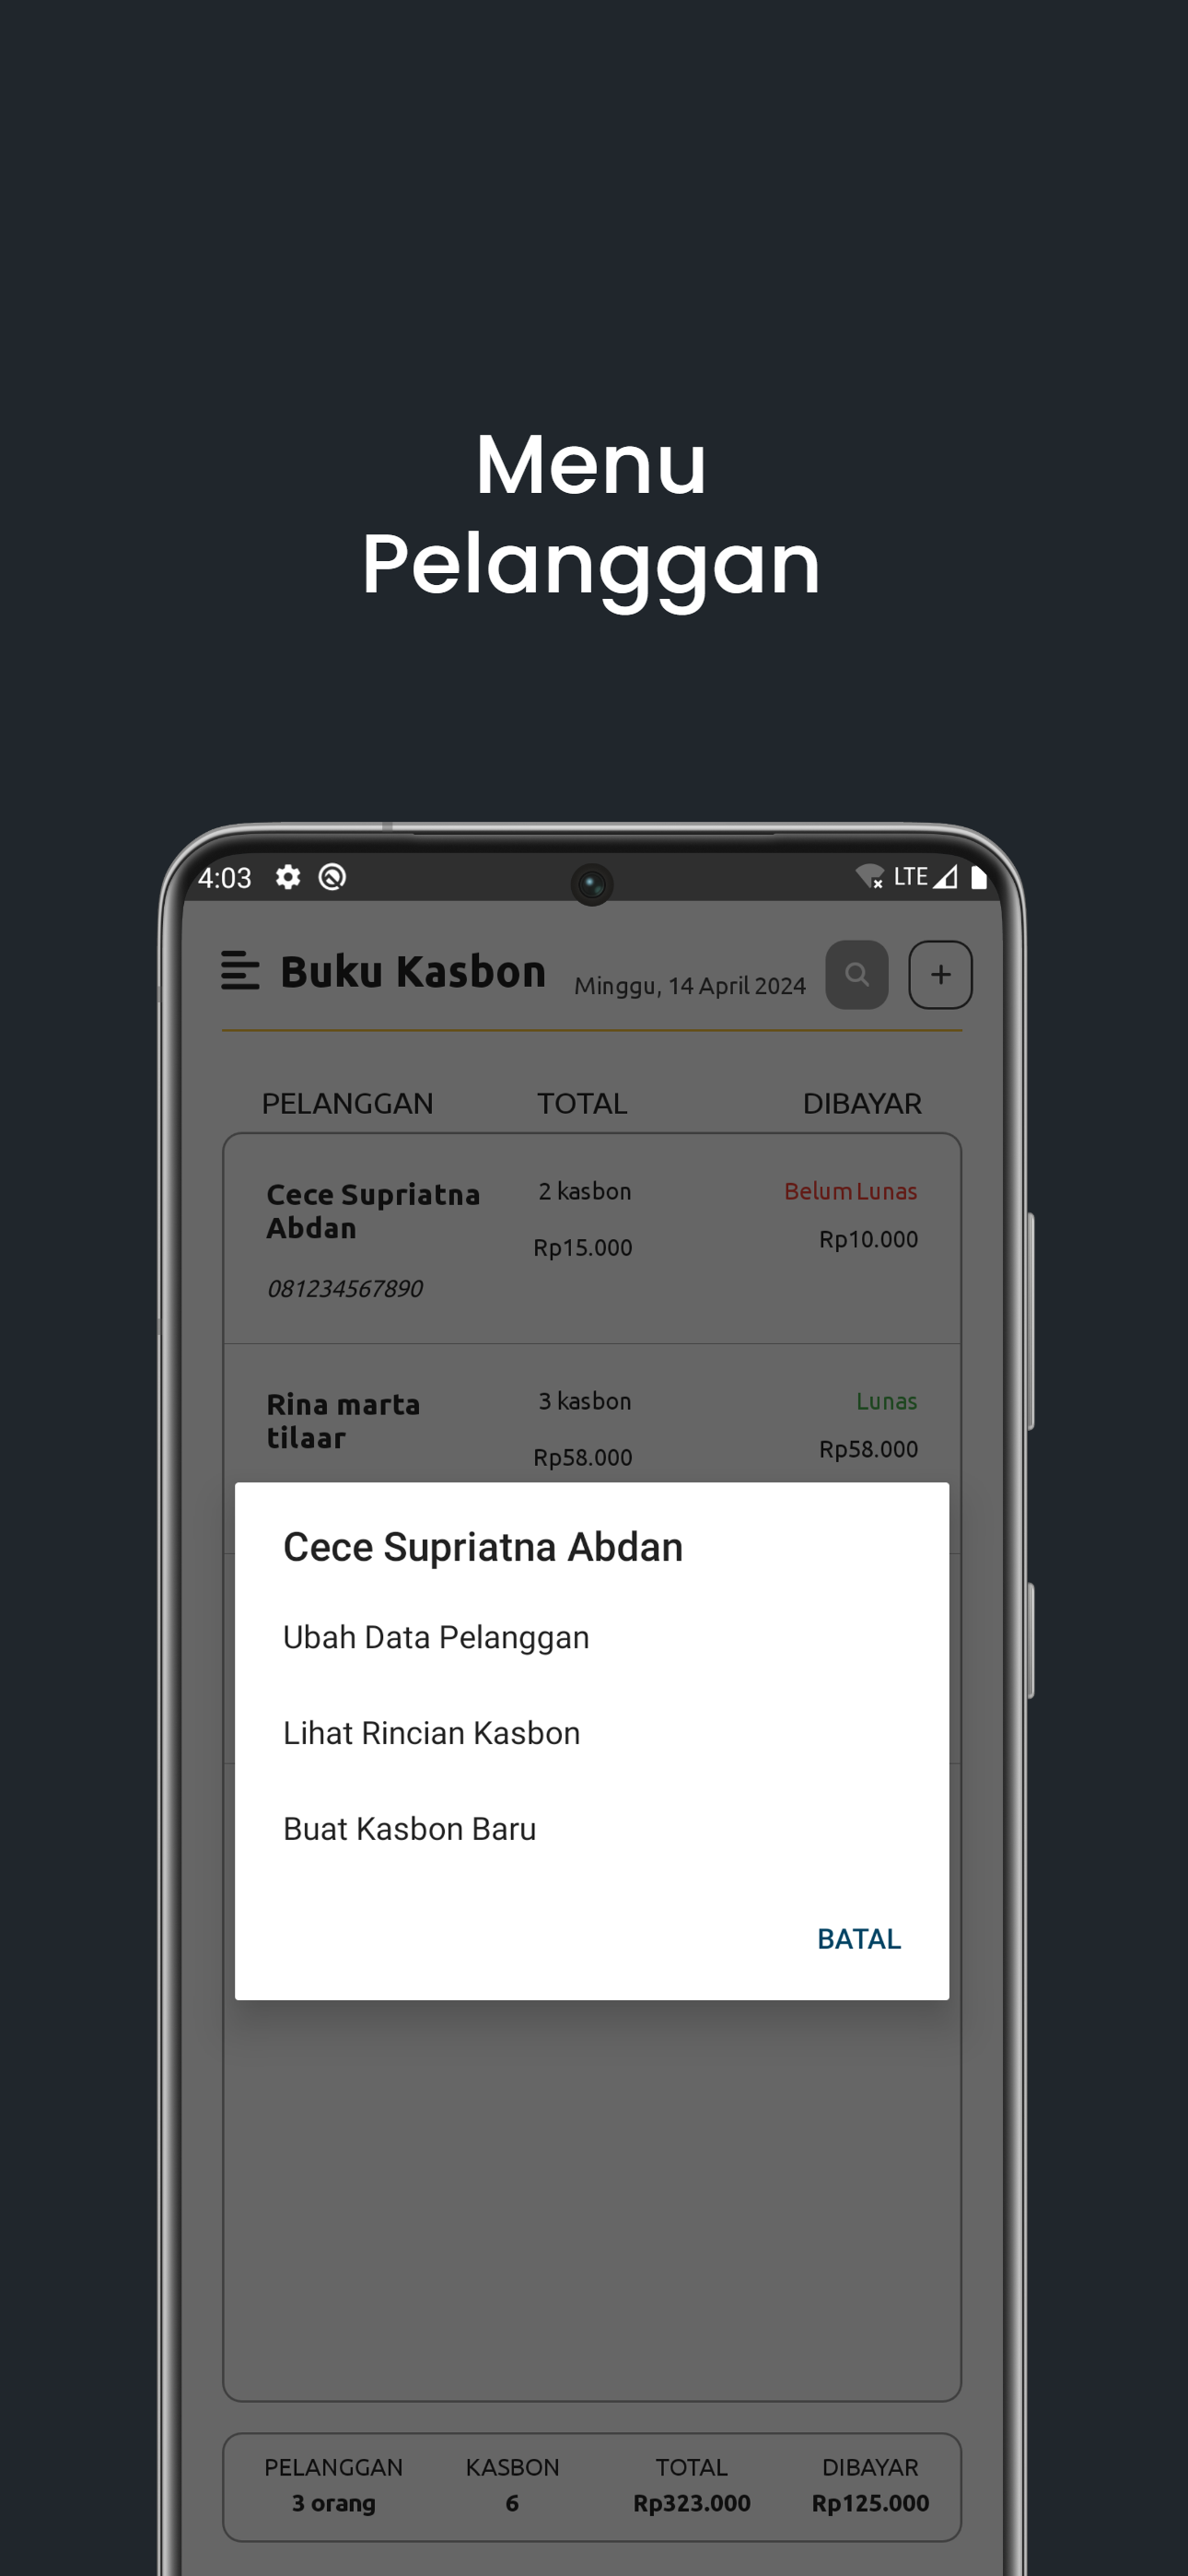 Menu
Pelanggan
4:03 LTE
Buku Kasbon Minggu, 14 April 2024
PELANGGAN TOTAL DIBAYAR
Cece Supriatna 2 kasbon Belum Lunas
Abdan Rp15.000 Rp10.000
081234567890
Rina marta 3 kasbon Lunas
tilaar Rp58.000 Rp58.000
Cece Supriatna Abdan
Ubah Data Pelanggan
Lihat Rincian Kasbon
Buat Kasbon Baru
BATAL
PELANGGAN KASBON TOTAL DIBAYAR
3 orang 6 Rp323.000 Rp125.000